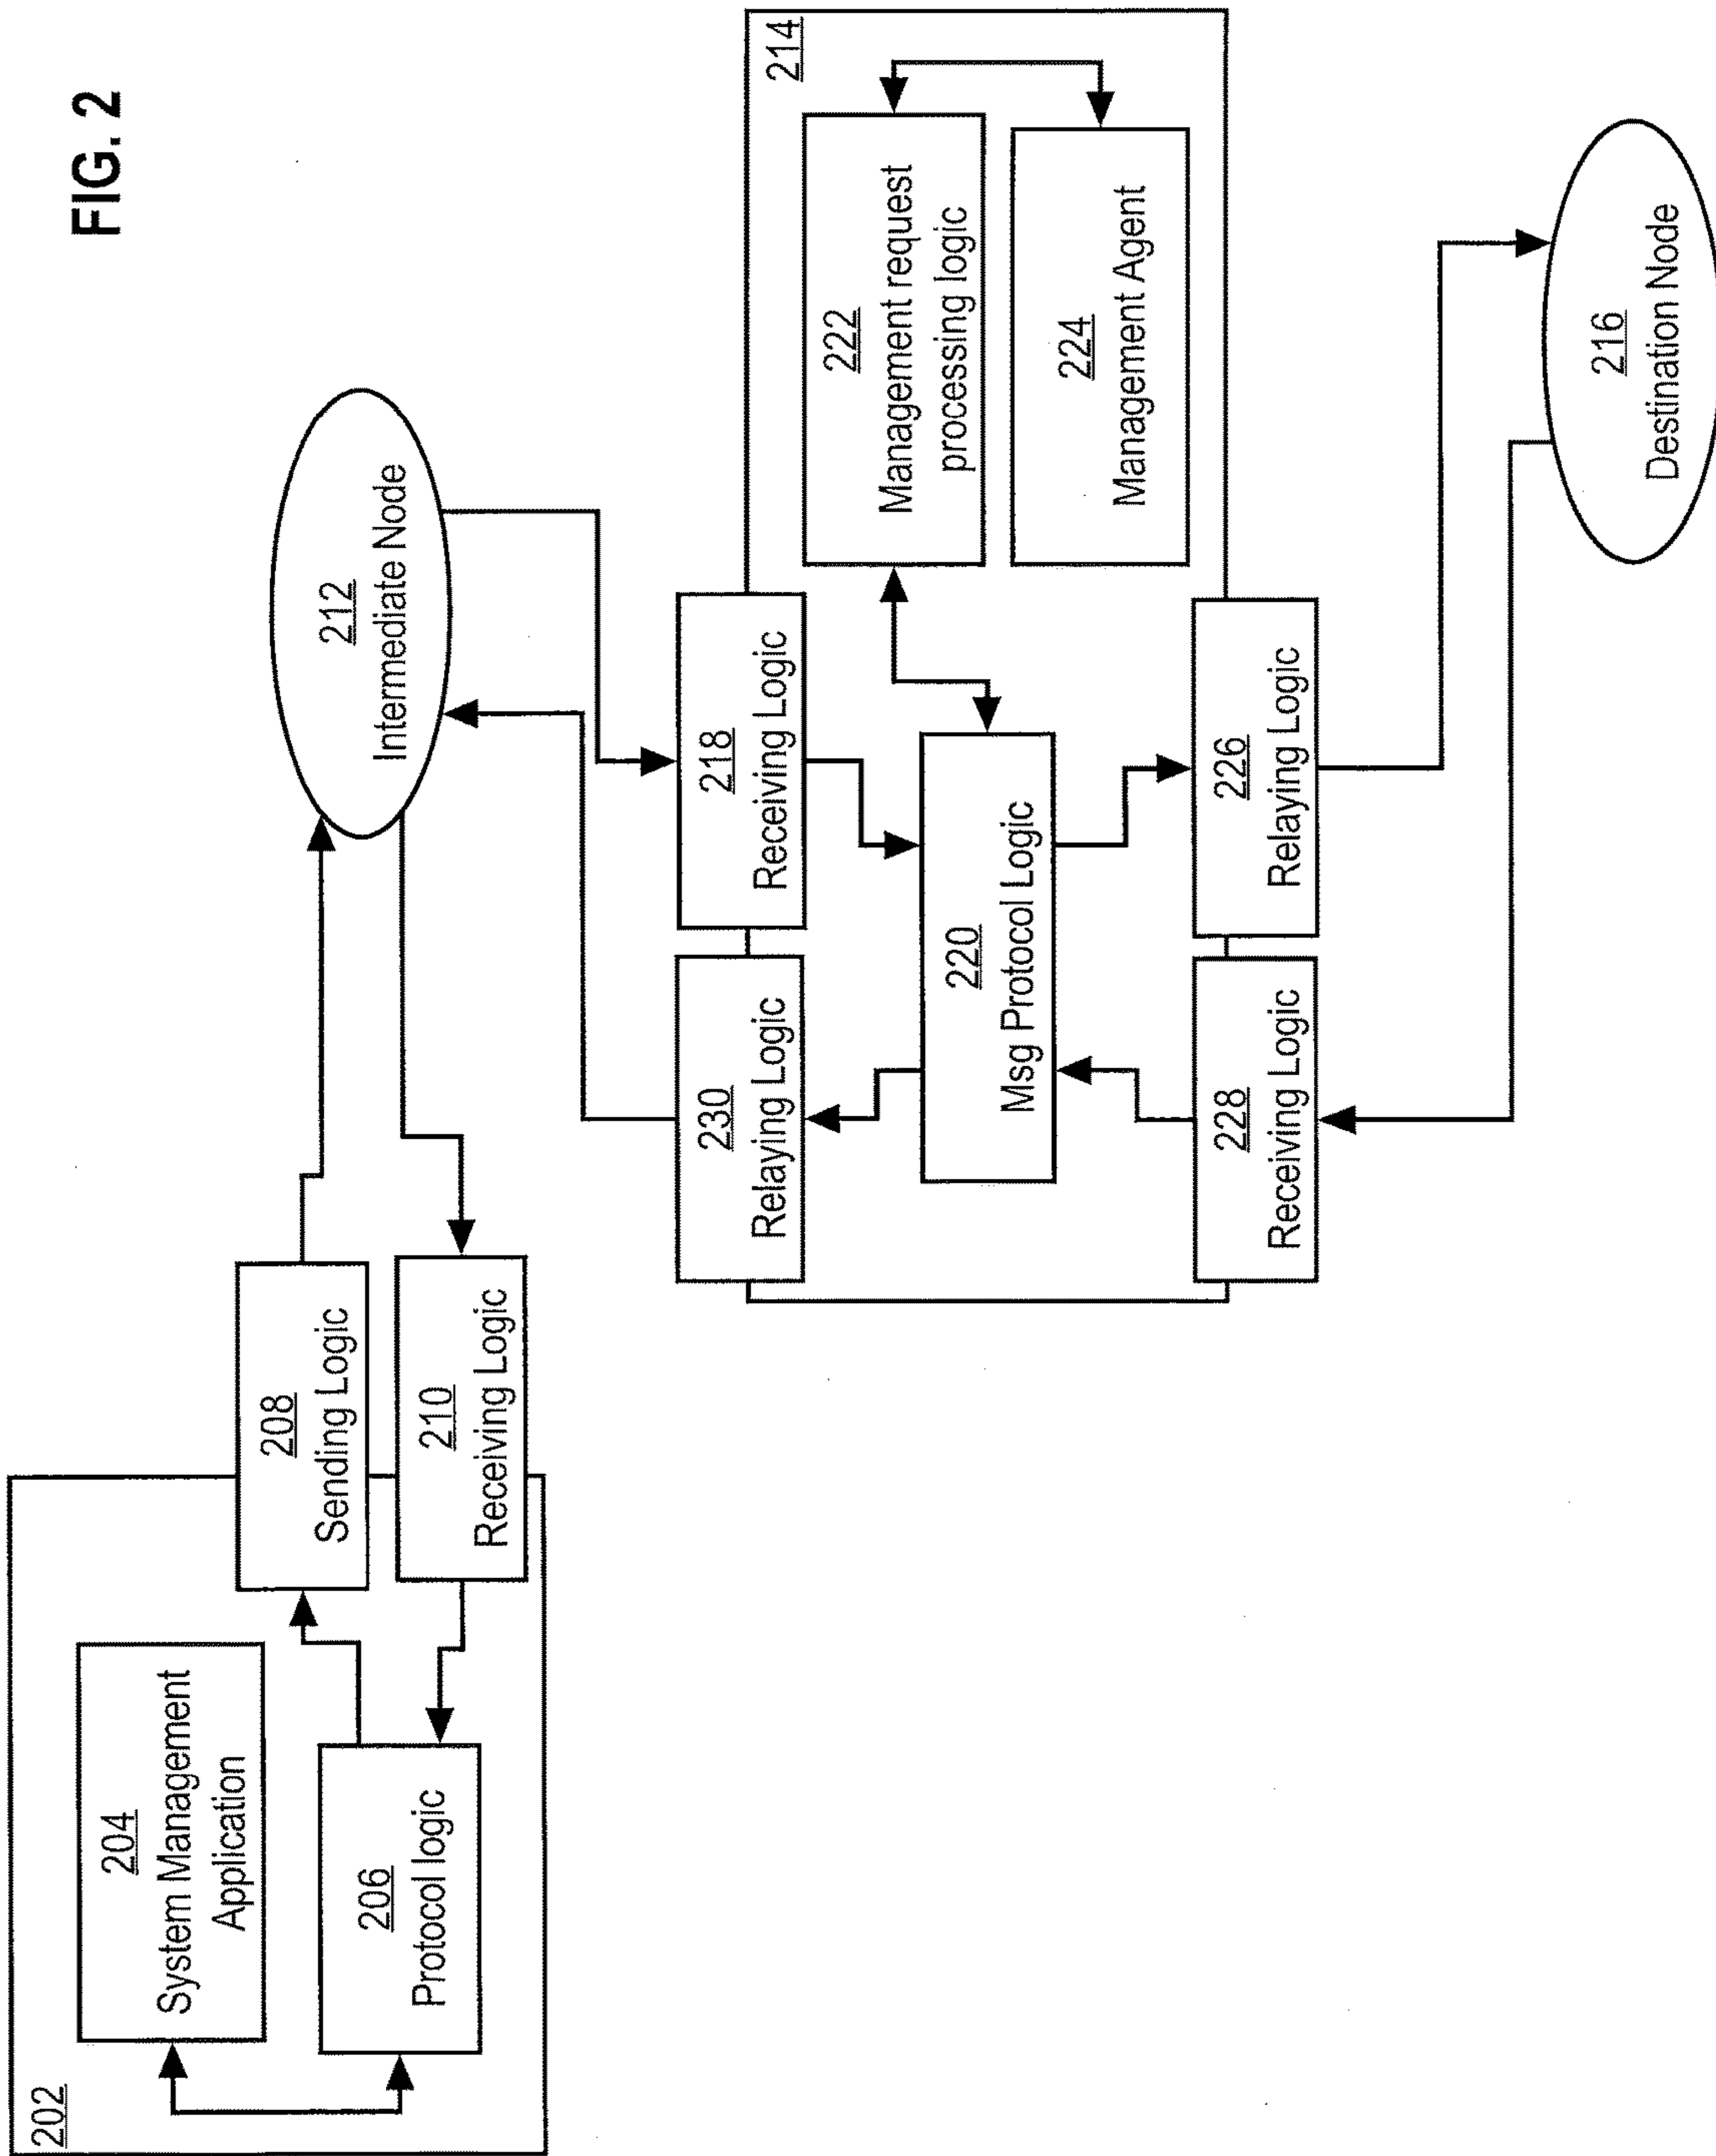 FIG. 2
202
204
System Management
Application
206
Protocol logic
208
Sending Logic
210
Receiving Logic
212
Intermediate Node
214
230
Relaying Logic
218
Receiving Logic
220
Msg Protocol Logic
222
Management request
processing logic
224
Management Agent
228
Receiving Logic
226
Relaying Logic
216
Destination Node